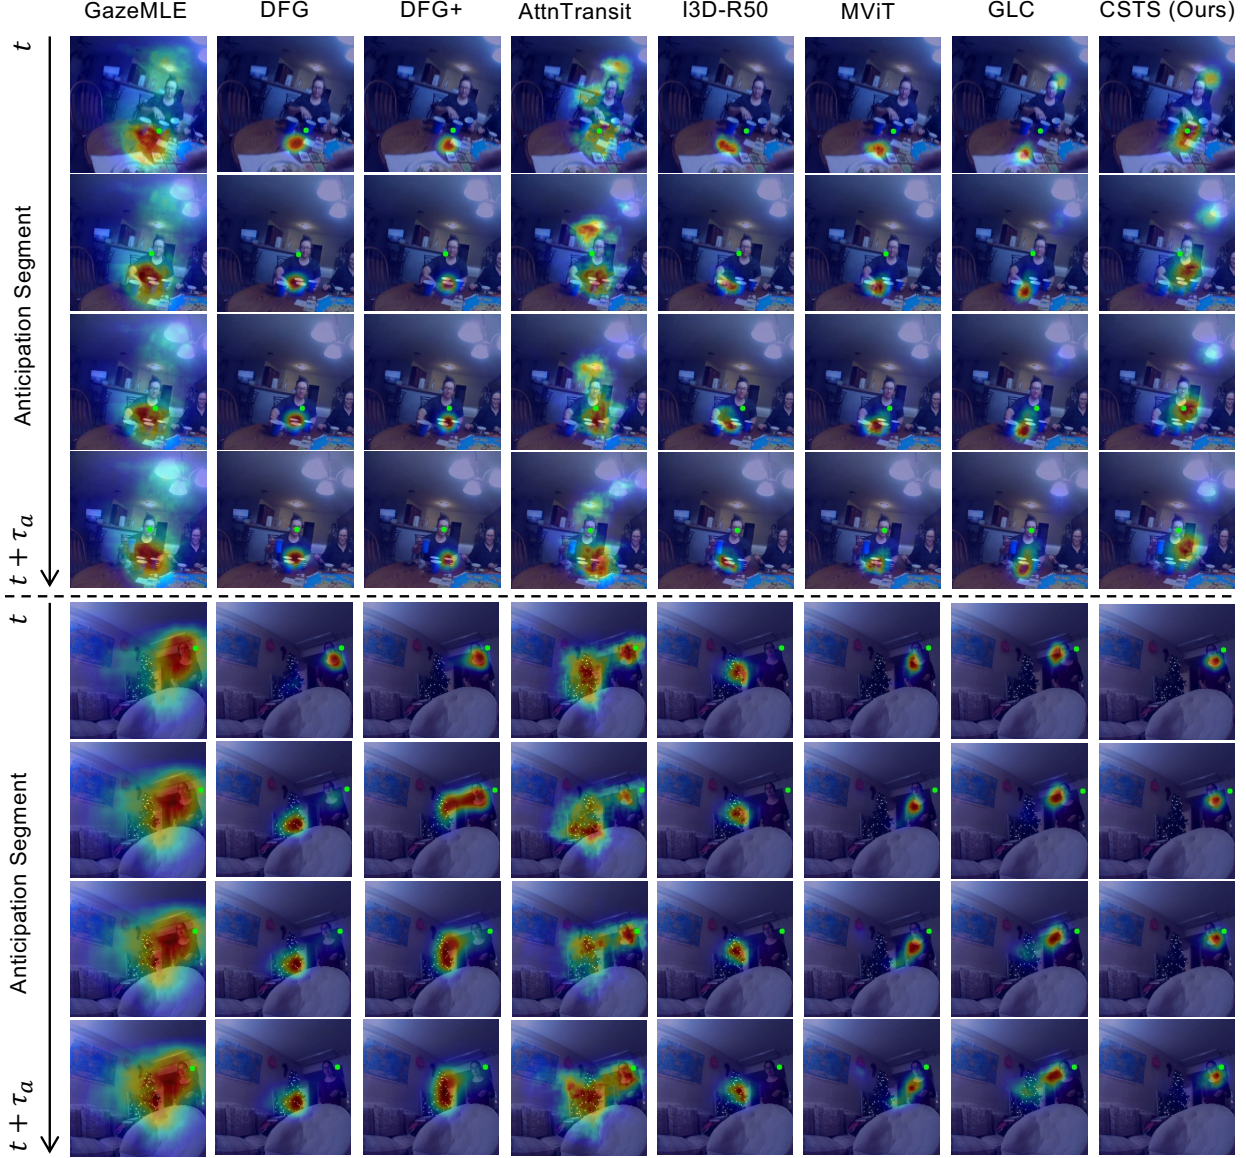 GazeMLE DFG DFG+ AttnTransit I3D-R50 MViT GLC CSTS (Ours)
t
Anticipation Segment
t + τₐ
t
Anticipation Segment
t + τₐ